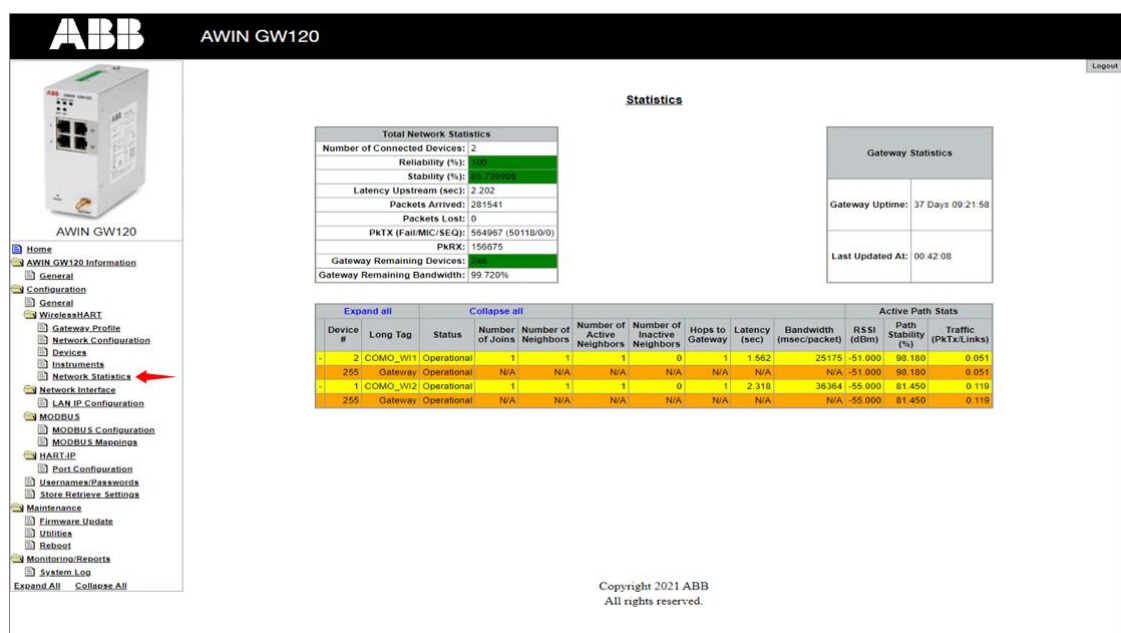 ABB AWIN GW120
Logout
AWIN GW120
Home
AWIN GW120 Information
General
Configuration
General
WirelessHART
Gateway Profile
Network Configuration
Devices
Instruments
Network Statistics
Network Interface
LAN IP Configuration
MODBUS
MODBUS Configuration
MODBUS Mappings
HART-IP
Port Configuration
Usernames/Passwords
Store Retrieve Settings
Maintenance
Firmware Update
Utilities
Reboot
Monitoring/Reports
System Log
Expand All Collapse All
Statistics
Total Network Statistics
Number of Connected Devices: 2
Reliability (%): 100
Stability (%): 86.739998
Latency Upstream (sec): 2.202
Packets Arrived: 281541
Packets Lost: 0
PkTX (Fail/MIC/SEQ): 564967 (50118/0/0)
PkRX: 156675
Gateway Remaining Devices: 246
Gateway Remaining Bandwidth: 99.720%
Gateway Statistics
Gateway Uptime: 37 Days 09:21:58
Last Updated At: 00:42:08
Expand all Collapse all Active Path Stats
Device # Long Tag Status Number of Joins Number of Neighbors Number of Active Neighbors Number of Inactive Neighbors Hops to Gateway Latency (sec) Bandwidth (msec/packet) RSSI (dBm) Path Stability (%) Traffic (PkTx/Links)
- 2 COMO_WI1 Operational 1 1 1 0 1 1.562 25175 -51.000 98.180 0.051
255 Gateway Operational N/A N/A N/A N/A N/A N/A N/A -51.000 98.180 0.051
- 1 COMO_WI2 Operational 1 1 1 0 1 2.318 36364 -55.000 81.450 0.119
255 Gateway Operational N/A N/A N/A N/A N/A N/A N/A -55.000 81.450 0.119
Copyright 2021 ABB
All rights reserved.